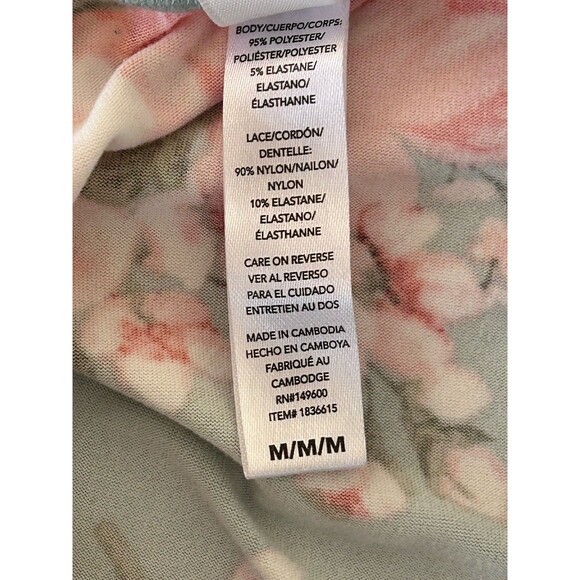 BODY/CUERPO/CORPS:
95% POLYESTER/
POLIÉSTER/POLYESTER
5% ELASTANE/
ELASTANO/
ÉLASTHANNE
LACE/CORDÓN/
DENTELLE:
90% NYLON/NAILON/
NYLON
10% ELASTANE/
ELASTANO/
ÉLASTHANNE
CARE ON REVERSE
VER AL REVERSO
PARA EL CUIDADO
ENTRETIEN AU DOS
MADE IN CAMBODIA
HECHO EN CAMBOYA
FABRIQUÉ AU
CAMBODGE
RN#149600
ITEM# 1836615
M/M/M